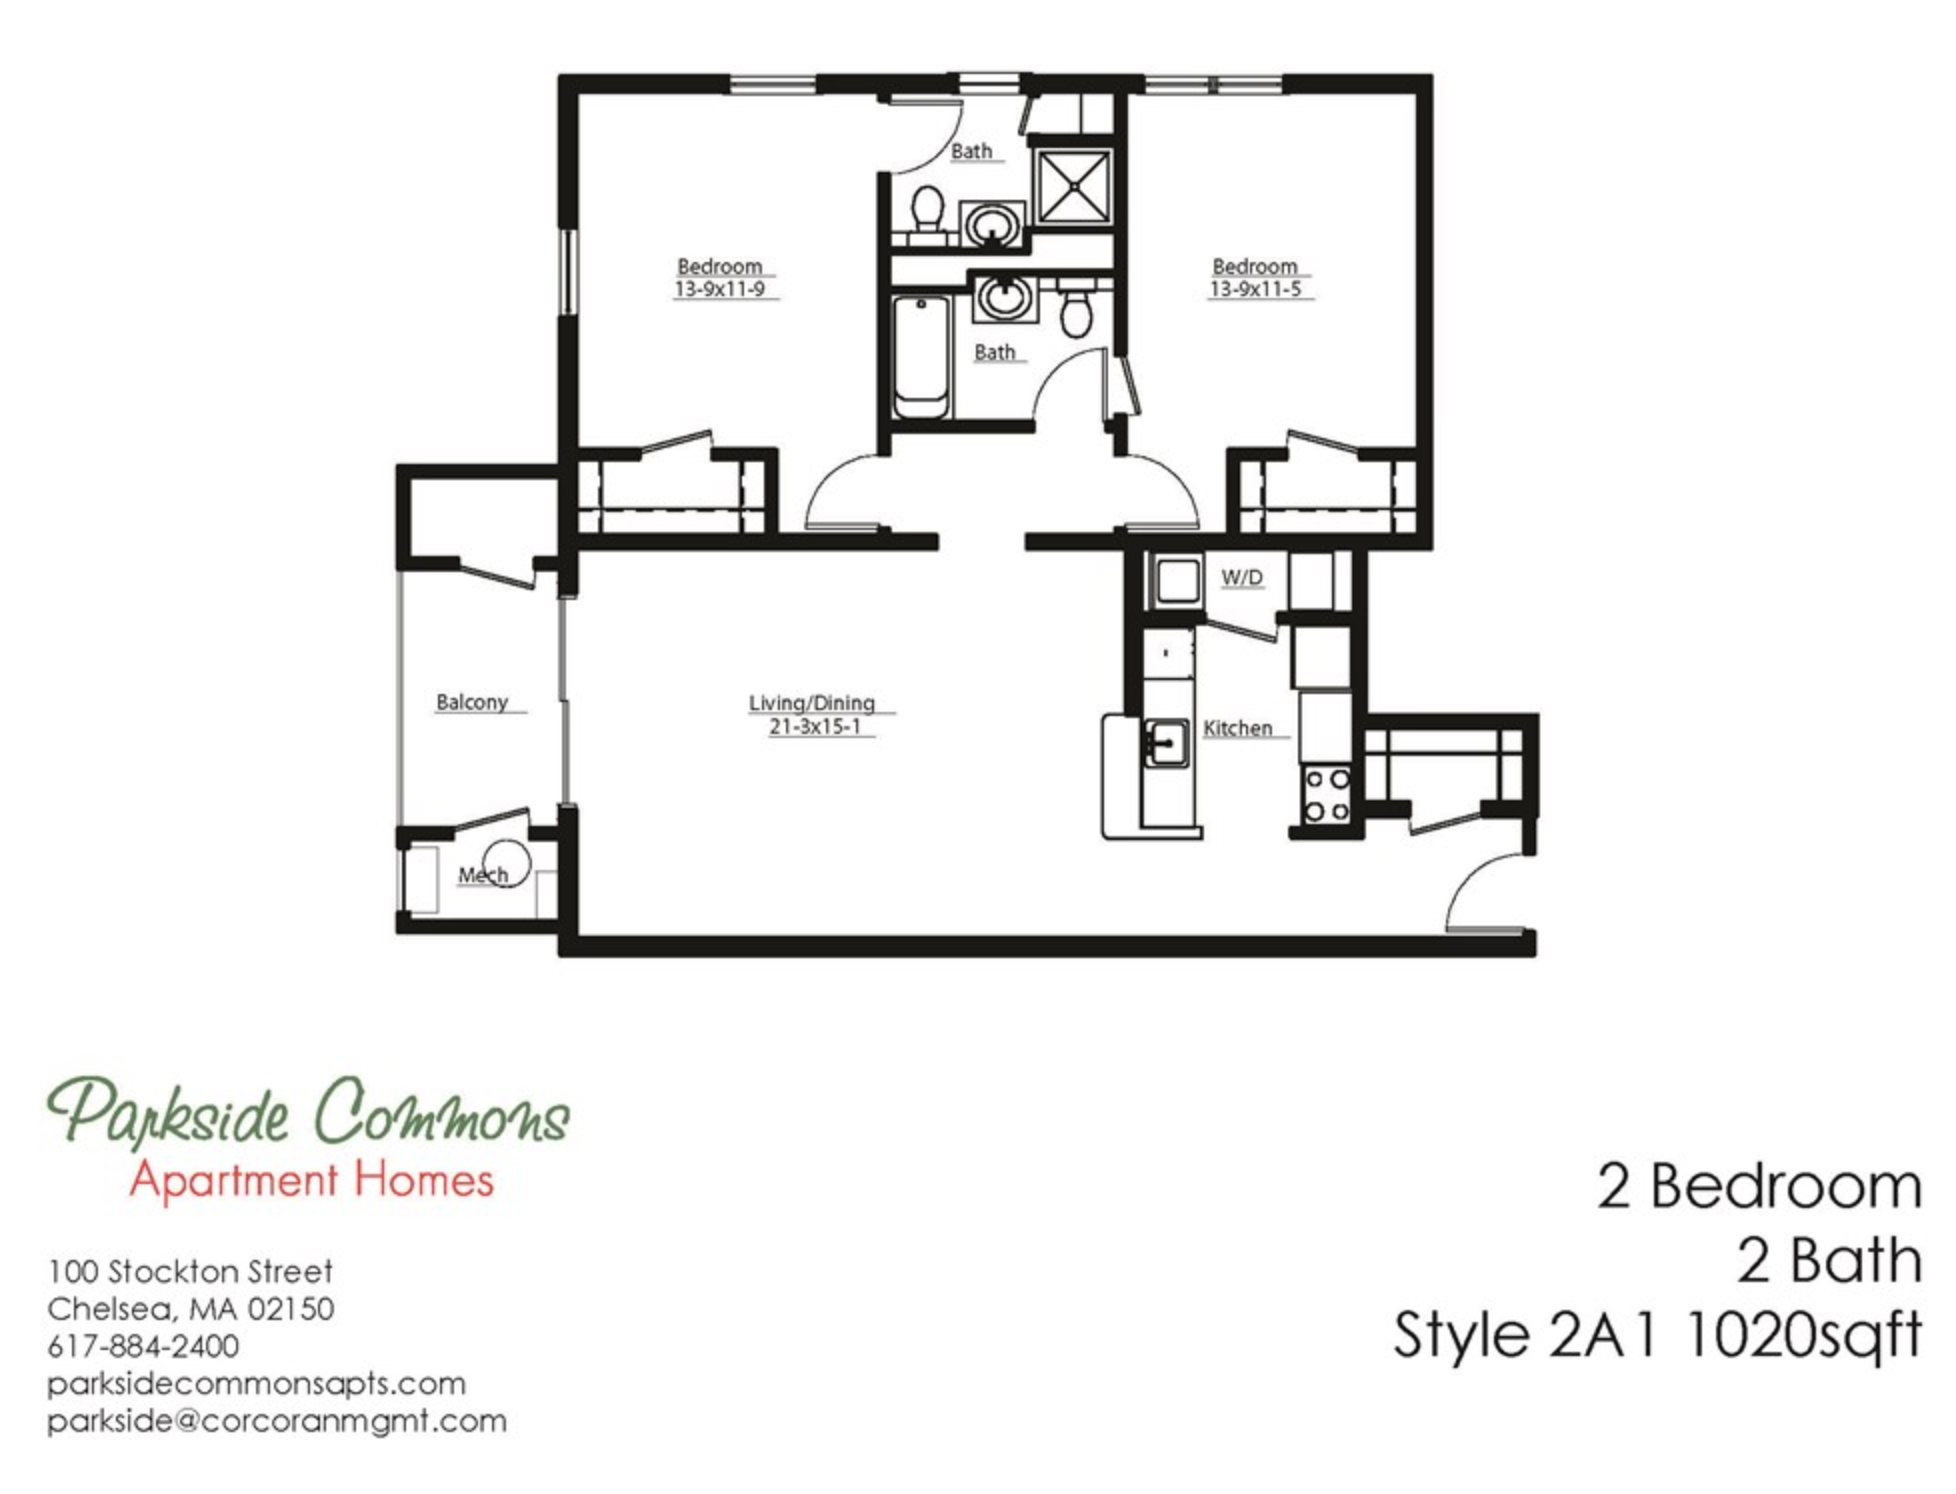 Bath
Bedroom
13-9x11-9
Bedroom
13-9x11-5
Bath
W/D
Balcony
Living/Dining
21-3x15-1
Kitchen
Mech
Parkside Commons
Apartment Homes
100 Stockton Street
Chelsea, MA 02150
617-884-2400
parksidecommonsapts.com
parkside@corcoranmgmt.com
2 Bedroom
2 Bath
Style 2A1 1020sqft